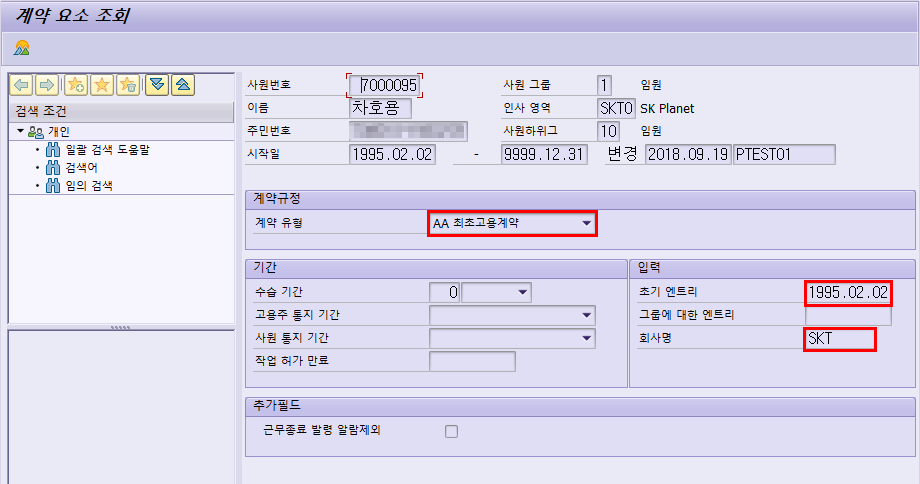 계약 요소 조회
검색 조건
개인
일괄 검색 도움말
검색어
임의 검색
사원번호 7000095 사원 그룹 1 임원
이름 차호용 인사 영역 SKT0 SK Planet
주민번호 사원하위그 10 임원
시작일 1995.02.02 - 9999.12.31 변경 2018.09.19 PTEST01
계약규정
계약 유형 AA 최초고용계약
기간
수습 기간 0
고용주 통지 기간
사원 통지 기간
작업 허가 만료
입력
초기 엔트리 1995.02.02
그룹에 대한 엔트리
회사명 SKT
추가필드
근무종료 발령 알람제외